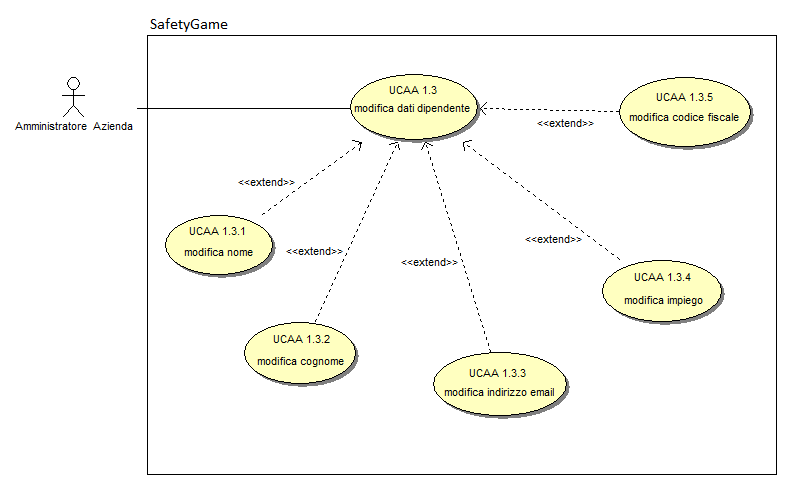 SafetyGame
UCAA 1.3
modifica dati dipendente
UCAA 1.3.5
modifica codice fiscale
Amministratore Azienda
<<extend>>
<<extend>>
UCAA 1.3.1
modifica nome
<<extend>>
<<extend>>
<<extend>>
UCAA 1.3.4
modifica impiego
UCAA 1.3.2
modifica cognome
UCAA 1.3.3
modifica indirizzo email